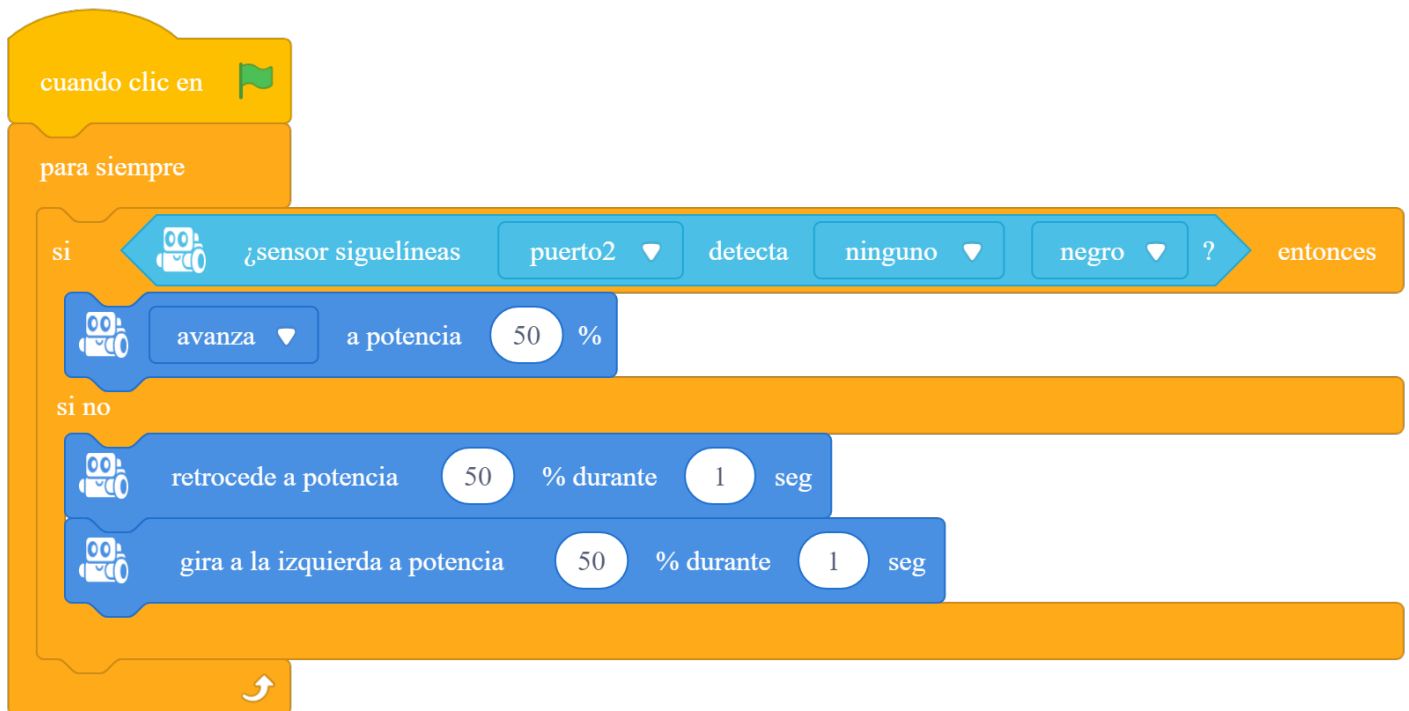 cuando clic en
para siempre
si ¿sensor siguelíneas puerto2 detecta ninguno negro ? entonces
avanza a potencia 50 %
si no
retrocede a potencia 50 % durante 1 seg
gira a la izquierda a potencia 50 % durante 1 seg